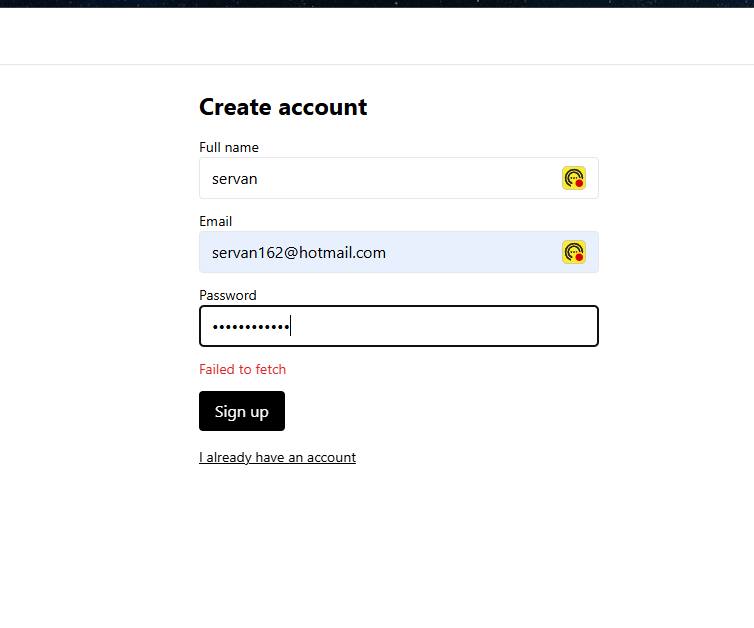 Create account
Full name
servan
Email
servan162@hotmail.com
Password
••••••••••••
Failed to fetch
Sign up
I already have an account